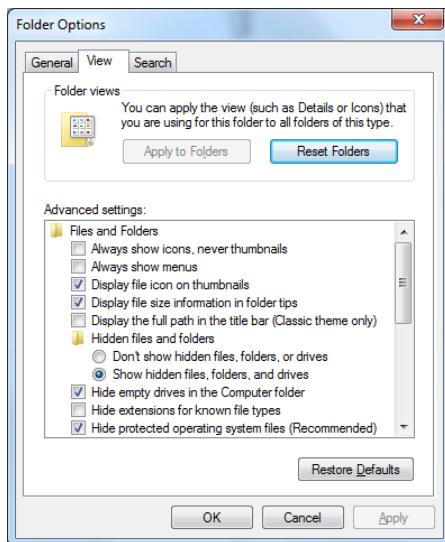 Folder Options
General View Search
Folder views
You can apply the view (such as Details or Icons) that
you are using for this folder to all folders of this type.
Apply to Folders Reset Folders
Advanced settings:
Files and Folders
Always show icons, never thumbnails
Always show menus
Display file icon on thumbnails
Display file size information in folder tips
Display the full path in the title bar (Classic theme only)
Hidden files and folders
Don't show hidden files, folders, or drives
Show hidden files, folders, and drives
Hide empty drives in the Computer folder
Hide extensions for known file types
Hide protected operating system files (Recommended)
Restore Defaults
OK Cancel Apply